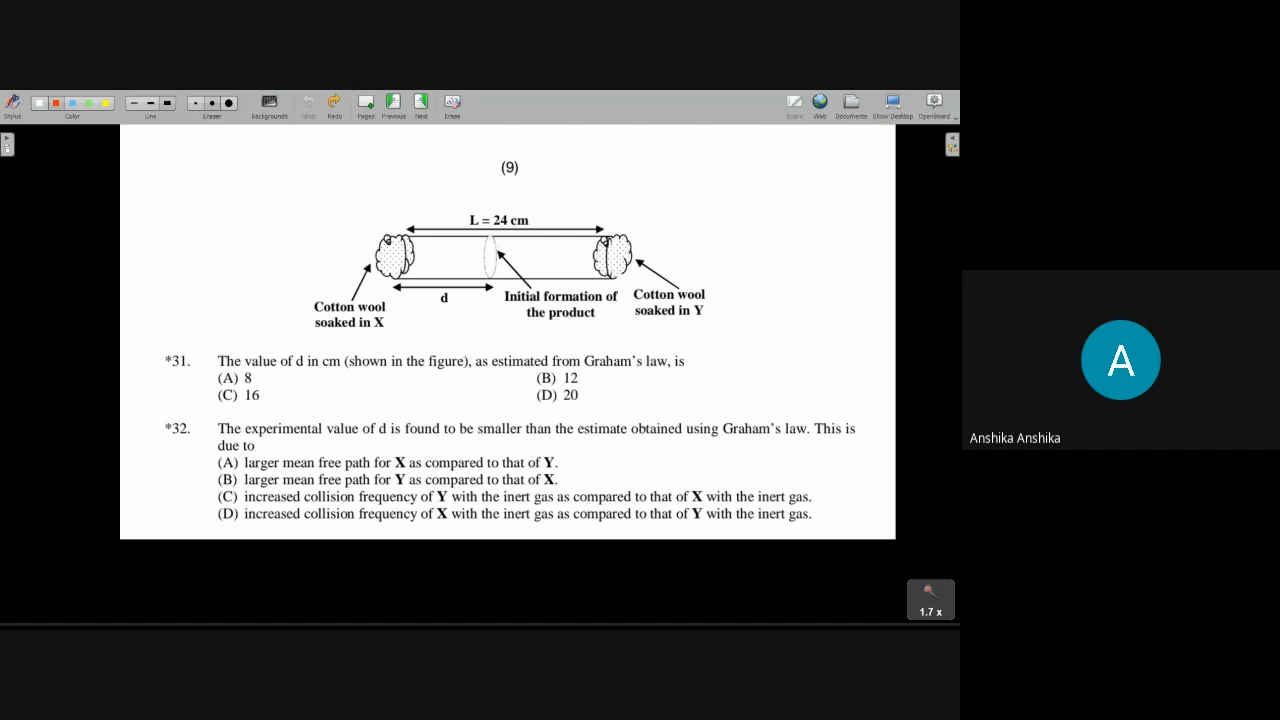 Stylus
Color
Line
Eraser
Backgrounds
Undo
Redo
Pages
Previous
Next
Erase
Board
Web
Documents
Show Desktop
OpenBoard
(9)
L = 24 cm
d
Initial formation of
the product
Cotton wool
soaked in X
Cotton wool
soaked in Y
*31. The value of d in cm (shown in the figure), as estimated from Graham's law, is
(A) 8 (B) 12
(C) 16 (D) 20
*32. The experimental value of d is found to be smaller than the estimate obtained using Graham's law. This is
due to
(A) larger mean free path for X as compared to that of Y.
(B) larger mean free path for Y as compared to that of X.
(C) increased collision frequency of Y with the inert gas as compared to that of X with the inert gas.
(D) increased collision frequency of X with the inert gas as compared to that of Y with the inert gas.
1.7 x
A
Anshika Anshika